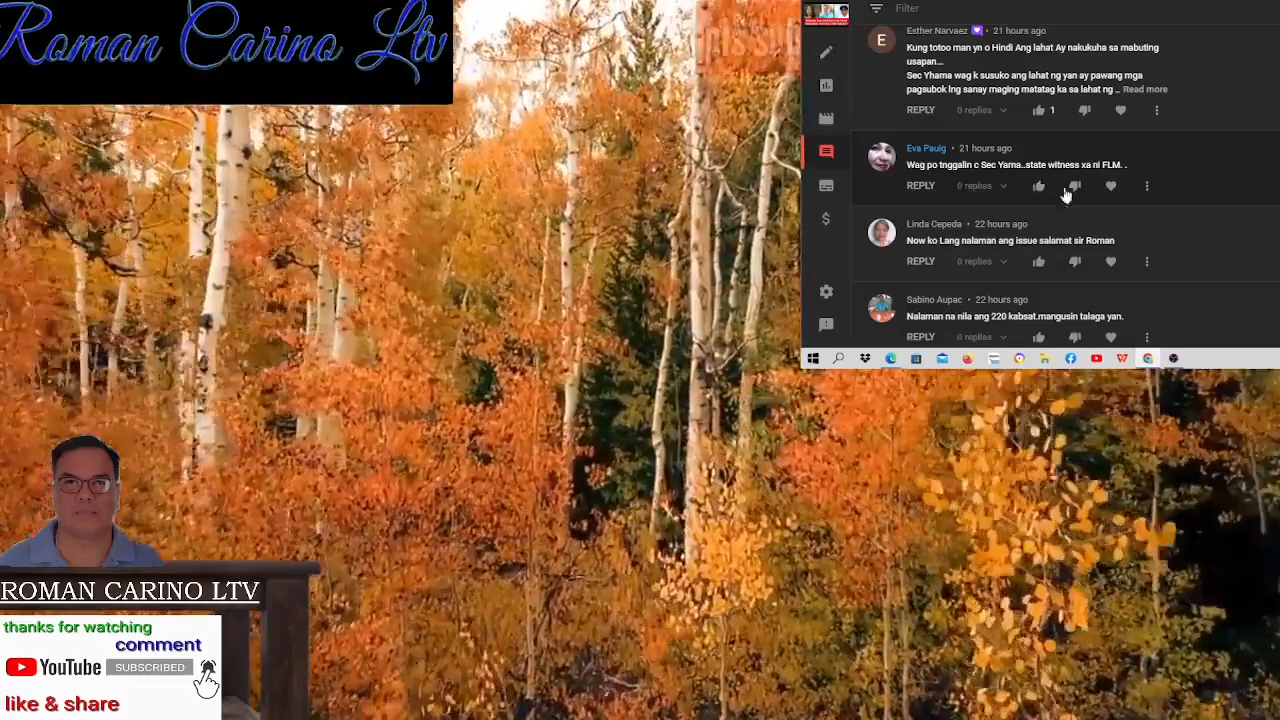 Roman Carino Ltv
Filter
E
Esther Narvaez • 21 hours ago
Kung totoo man yn o Hindi Ang lahat Ay nakukuha sa mabuting
usapan...
Sec Yhama wag k susuko ang lahat ng yan ay pawang mga
pagsubok lng sanay maging matatag ka sa lahat ng .. Read more
REPLY 0 replies 1
Eva Pauig • 21 hours ago
Wag po tnggalin c Sec Yama..state witness xa ni FLM. .
REPLY 0 replies
Linda Cepeda • 22 hours ago
Now ko Lang nalaman ang issue salamat sir Roman
REPLY 0 replies
Sabino Aupac • 22 hours ago
Nalaman na nila ang 220 kabsat.mangusin talaga yan.
REPLY 0 replies
ROMAN CARINO LTV
thanks for watching
comment
YouTube SUBSCRIBED
like & share